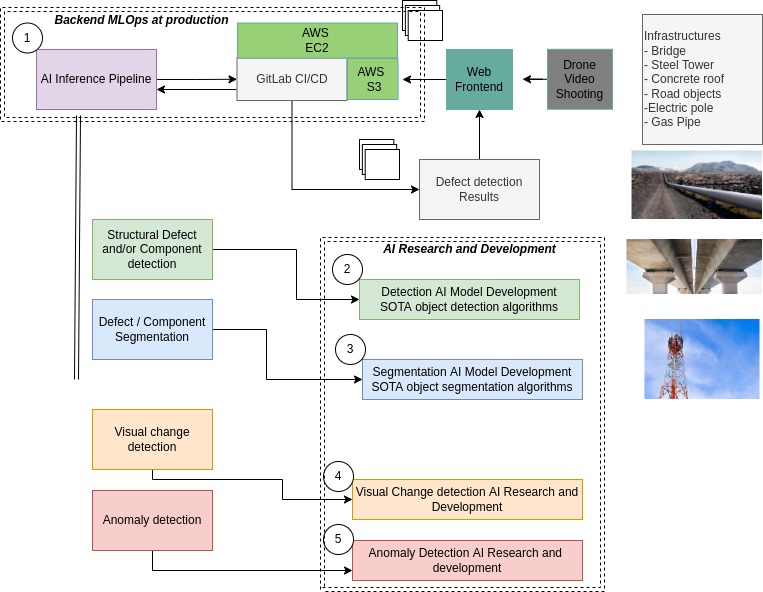 Backend MLOps at production
1
AWS
EC2
AI Inference Pipeline
GitLab CI/CD
AWS
S3
Web
Frontend
Drone
Video
Shooting
Infrastructures
- Bridge
- Steel Tower
- Concrete roof
- Road objects
-Electric pole
- Gas Pipe
Defect detection
Results
Structural Defect
and/or Component
detection
Defect / Component
Segmentation
Visual change
detection
Anomaly detection
AI Research and Development
2
Detection AI Model Development
SOTA object detection algorithms
3
Segmentation AI Model Development
SOTA object segmentation algorithms
4
Visual Change detection AI Research and
Development
5
Anomaly Detection AI Research and
development